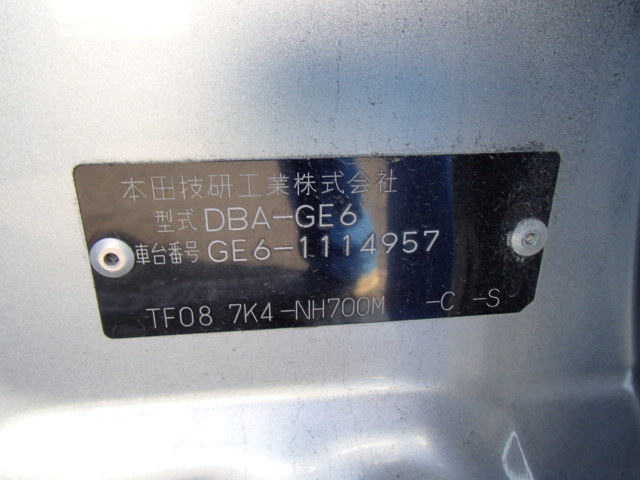 本田技研工業株式会社
型式 DBA-GE6
車台番号 GE6-1114957
TF08 7K4-NH700M -C -S